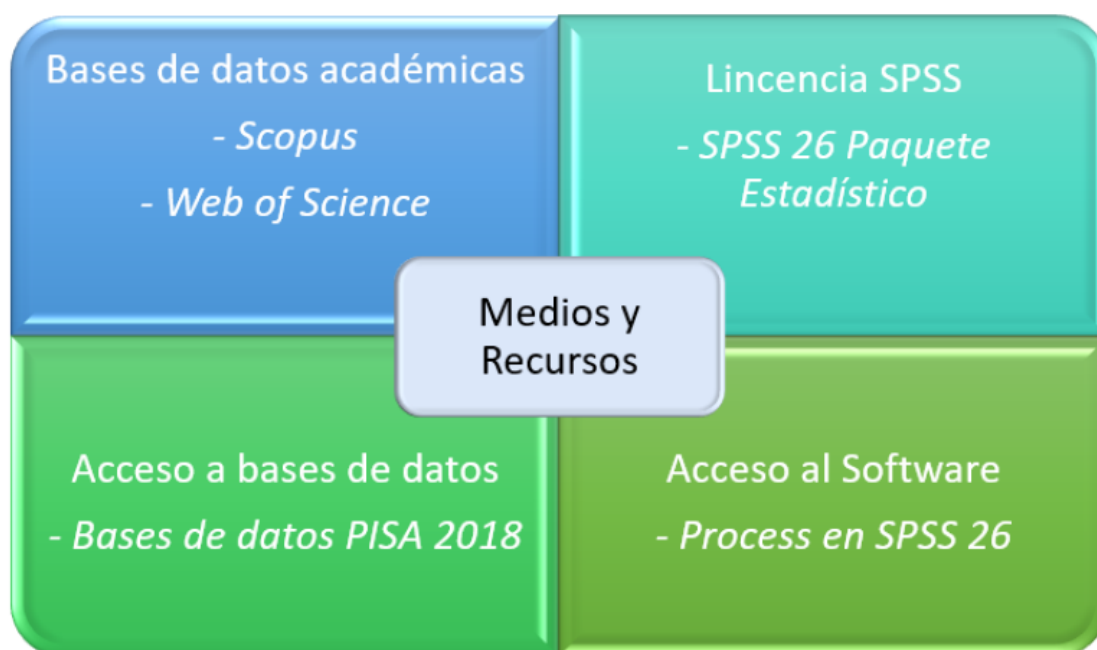 Bases de datos académicas
- Scopus
- Web of Science
Lincencia SPSS
- SPSS 26 Paquete
Estadístico
Medios y
Recursos
Acceso a bases de datos
- Bases de datos PISA 2018
Acceso al Software
- Process en SPSS 26